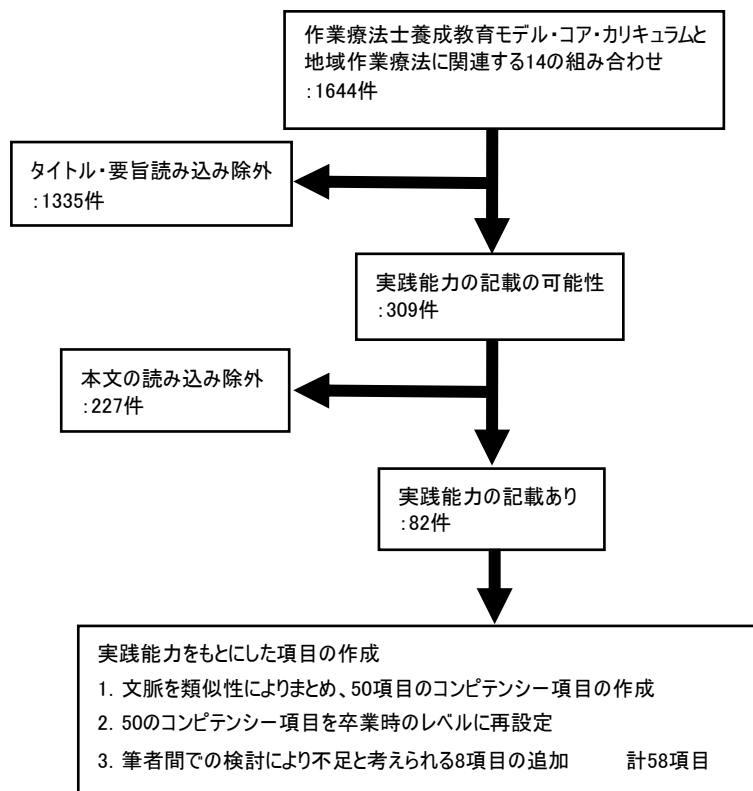 作業療法士養成教育モデル・コア・カリキュラムと
地域作業療法に関連する14の組み合わせ
:1644件
タイトル・要旨読み込み除外
:1335件
実践能力の記載の可能性
:309件
本文の読み込み除外
:227件
実践能力の記載あり
:82件
実践能力をもとにした項目の作成
1. 文脈を類似性によりまとめ、50項目のコンピテンシー項目の作成
2. 50のコンピテンシー項目を卒業時のレベルに再設定
3. 筆者間での検討により不足と考えられる8項目の追加　　計58項目